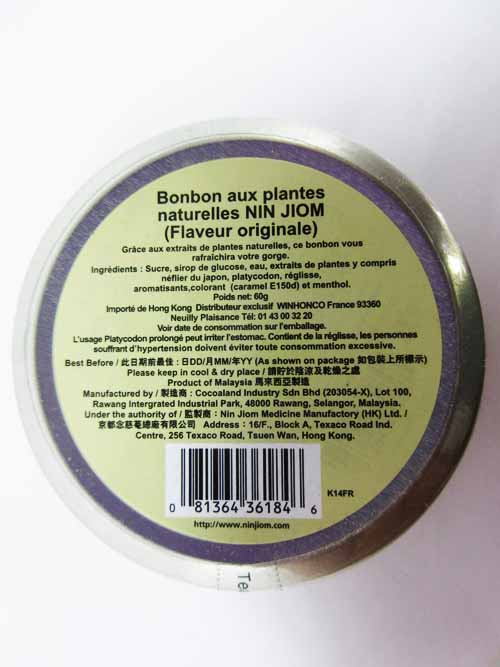 Bonbon aux plantes
naturelles NIN JIOM
(Flaveur originale)
Grâce aux extraits de plantes naturelles, ce bonbon vous
rafraîchira votre gorge.
Ingrédients : Sucre, sirop de glucose, eau, extraits de plantes y compris
néflier du japon, platycodon, réglisse,
aromatisants,colorant (caramel E150d) et menthol.
Poids net: 60g
Importé de Hong Kong Distributeur exclusif WINHONCO France 93360
Neuilly Plaisance Tél: 01 43 00 32 20
Voir date de consommation sur l'emballage.
L'usage Platycodon prolongé peut irriter l'estomac. Contient de la réglisse, les personnes
souffrant d'hypertension doivent éviter toute consommation excessive.
Best Before / 此日期前最佳 : 日DD/月MM/年YY (As shown on package 如包裝上所標示)
Please keep in cool & dry place / 請貯於陰涼及乾燥之處
Product of Malaysia 馬來西亞製造
Manufactured by / 製造商 : Cocoaland Industry Sdn Bhd (203054-X), Lot 100,
Rawang Intergrated Industrial Park, 48000 Rawang, Selangor, Malaysia.
Under the authority of / 監製商 : Nin Jiom Medicine Manufactory (HK) Ltd. /
京都念慈菴總廠有限公司 Address : 16/F., Block A, Texaco Road Ind.
Centre, 256 Texaco Road, Tsuen Wan, Hong Kong.
0 81364 36184 6
K14FR
http://www.ninjiom.com